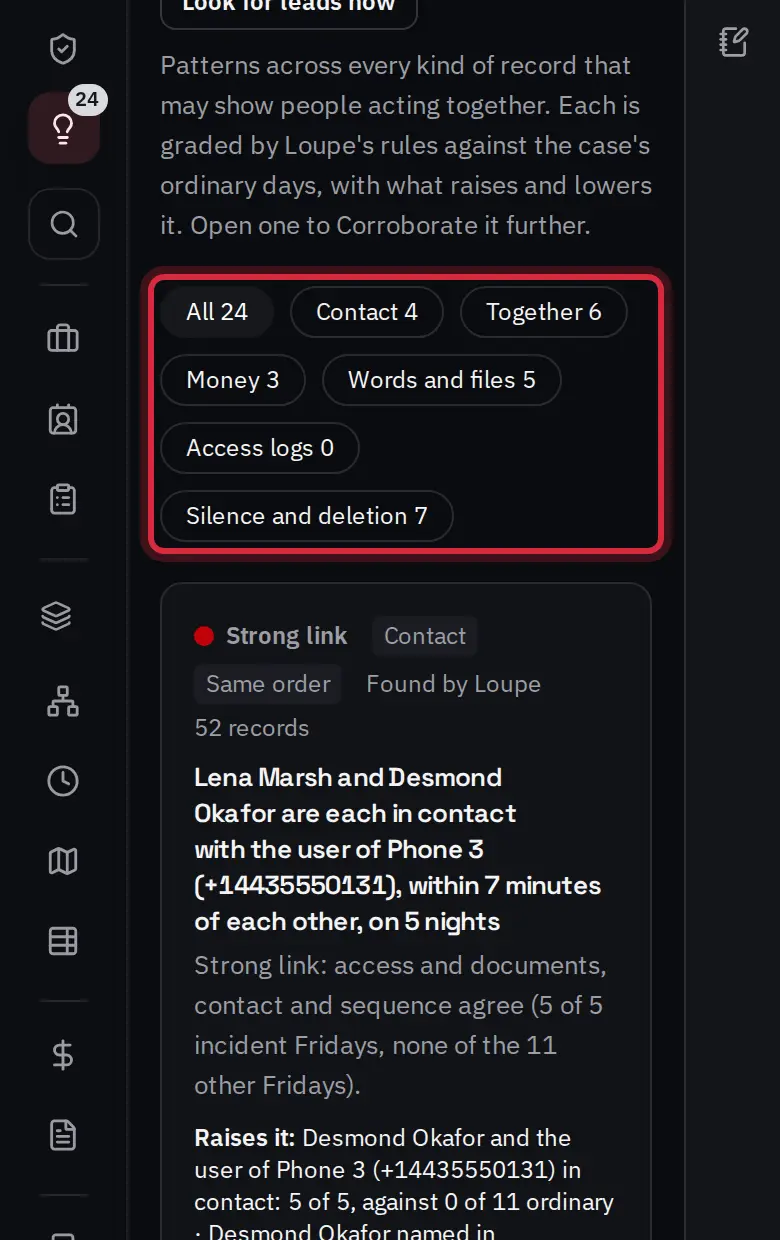 Look for leads now
24
Patterns across every kind of record that
may show people acting together. Each is
graded by Loupe's rules against the case's
ordinary days, with what raises and lowers
it. Open one to Corroborate it further.
All 24
Contact 4
Together 6
Money 3
Words and files 5
Access logs 0
Silence and deletion 7
Strong link
Contact
Same order
Found by Loupe
52 records
Lena Marsh and Desmond
Okafor are each in contact
with the user of Phone 3
(+14435550131), within 7 minutes
of each other, on 5 nights
Strong link: access and documents,
contact and sequence agree (5 of 5
incident Fridays, none of the 11
other Fridays).
Raises it: Desmond Okafor and the
user of Phone 3 (+14435550131) in
contact: 5 of 5, against 0 of 11 ordinary
· Desmond Okafor named in